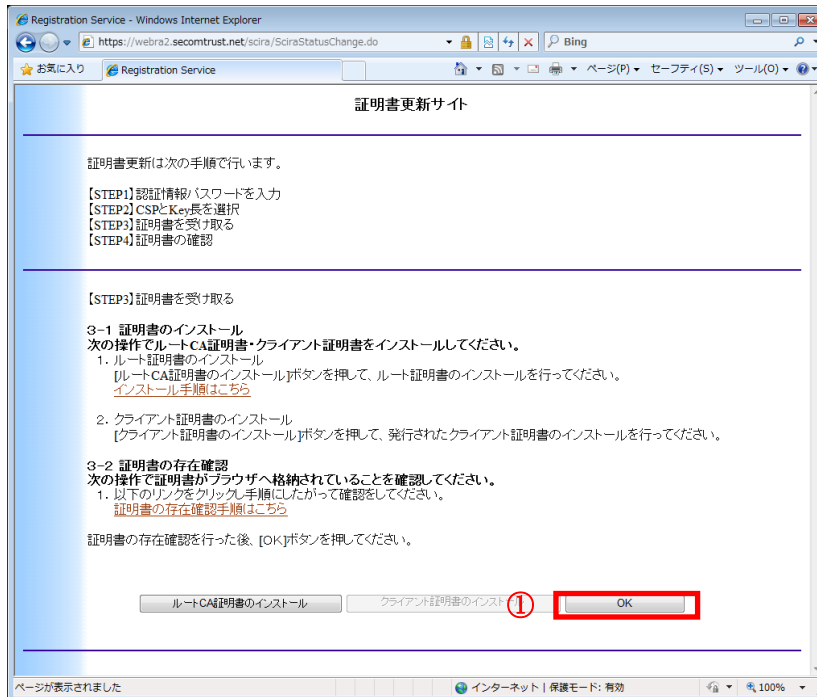 Registration Service - Windows Internet Explorer
https://webra2.secomtrust.net/scira/SciraStatusChange.do
Bing
お気に入り
Registration Service
ページ(P)
セーフティ(S)
ツール(O)
証明書更新サイト
証明書更新は次の手順で行います。
【STEP1】認証情報パスワードを入力
【STEP2】CSPとKey長を選択
【STEP3】証明書を受け取る
【STEP4】証明書の確認
【STEP3】証明書を受け取る
3-1 証明書のインストール
次の操作でルートCA証明書・クライアント証明書をインストールしてください。
1. ルート証明書のインストール
[ルートCA証明書のインストール]ボタンを押して、ルート証明書のインストールを行ってください。
インストール手順はこちら
2. クライアント証明書のインストール
[クライアント証明書のインストール]ボタンを押して、発行されたクライアント証明書のインストールを行ってください。
3-2 証明書の存在確認
次の操作で証明書がブラウザへ格納されていることを確認してください。
1. 以下のリンクをクリックし手順にしたがって確認をしてください。
証明書の存在確認手順はこちら
証明書の存在確認を行った後、[OK]ボタンを押してください。
ルートCA証明書のインストール
クライアント証明書のインスト
①
OK
ページが表示されました
インターネット | 保護モード: 有効
100%